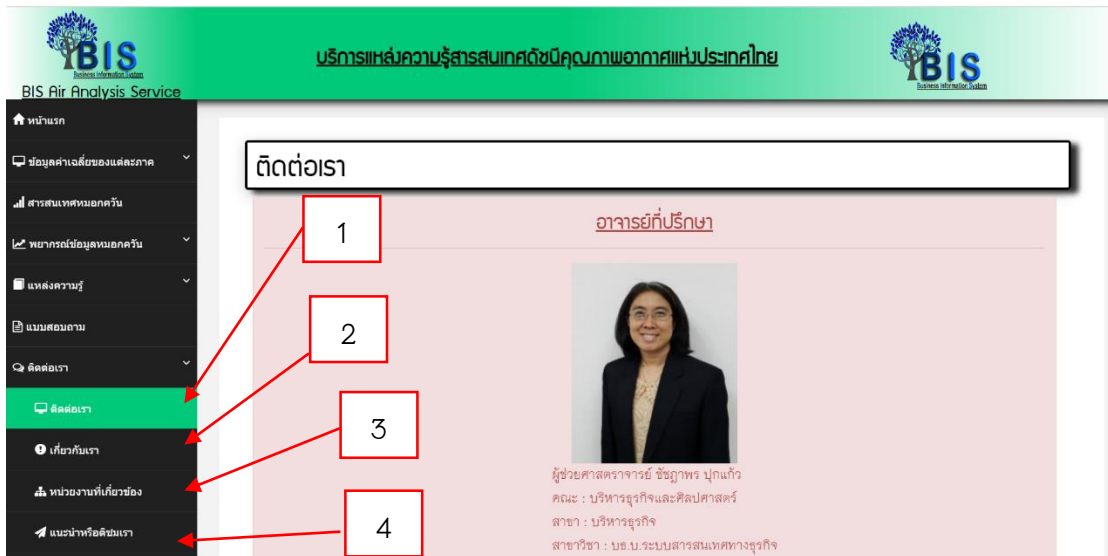 BIS
Business Information System
BIS Air Analysis Service
บริการแหล่งความรู้สารสนเทศดัชนีคุณภาพอากาศแห่งประเทศไทย
BIS
Business Information System
หน้าแรก
ข้อมูลค่าเฉลี่ยของแต่ละภาค
สารสนเทศหมอกควัน
พยากรณ์ข้อมูลหมอกควัน
แหล่งความรู้
แบบสอบถาม
ติดต่อเรา
ติดต่อเรา
เกี่ยวกับเรา
หน่วยงานที่เกี่ยวข้อง
แนะนำหรือติชมเรา
ติดต่อเรา
อาจารย์ที่ปรึกษา
1
2
3
4
ผู้ช่วยศาสตราจารย์ ชัชฎาพร ปุกแก้ว
คณะ : บริหารธุรกิจและศิลปศาสตร์
สาขา : บริหารธุรกิจ
สาขาวิชา : บธ.บ.ระบบสารสนเทศทางธุรกิจ